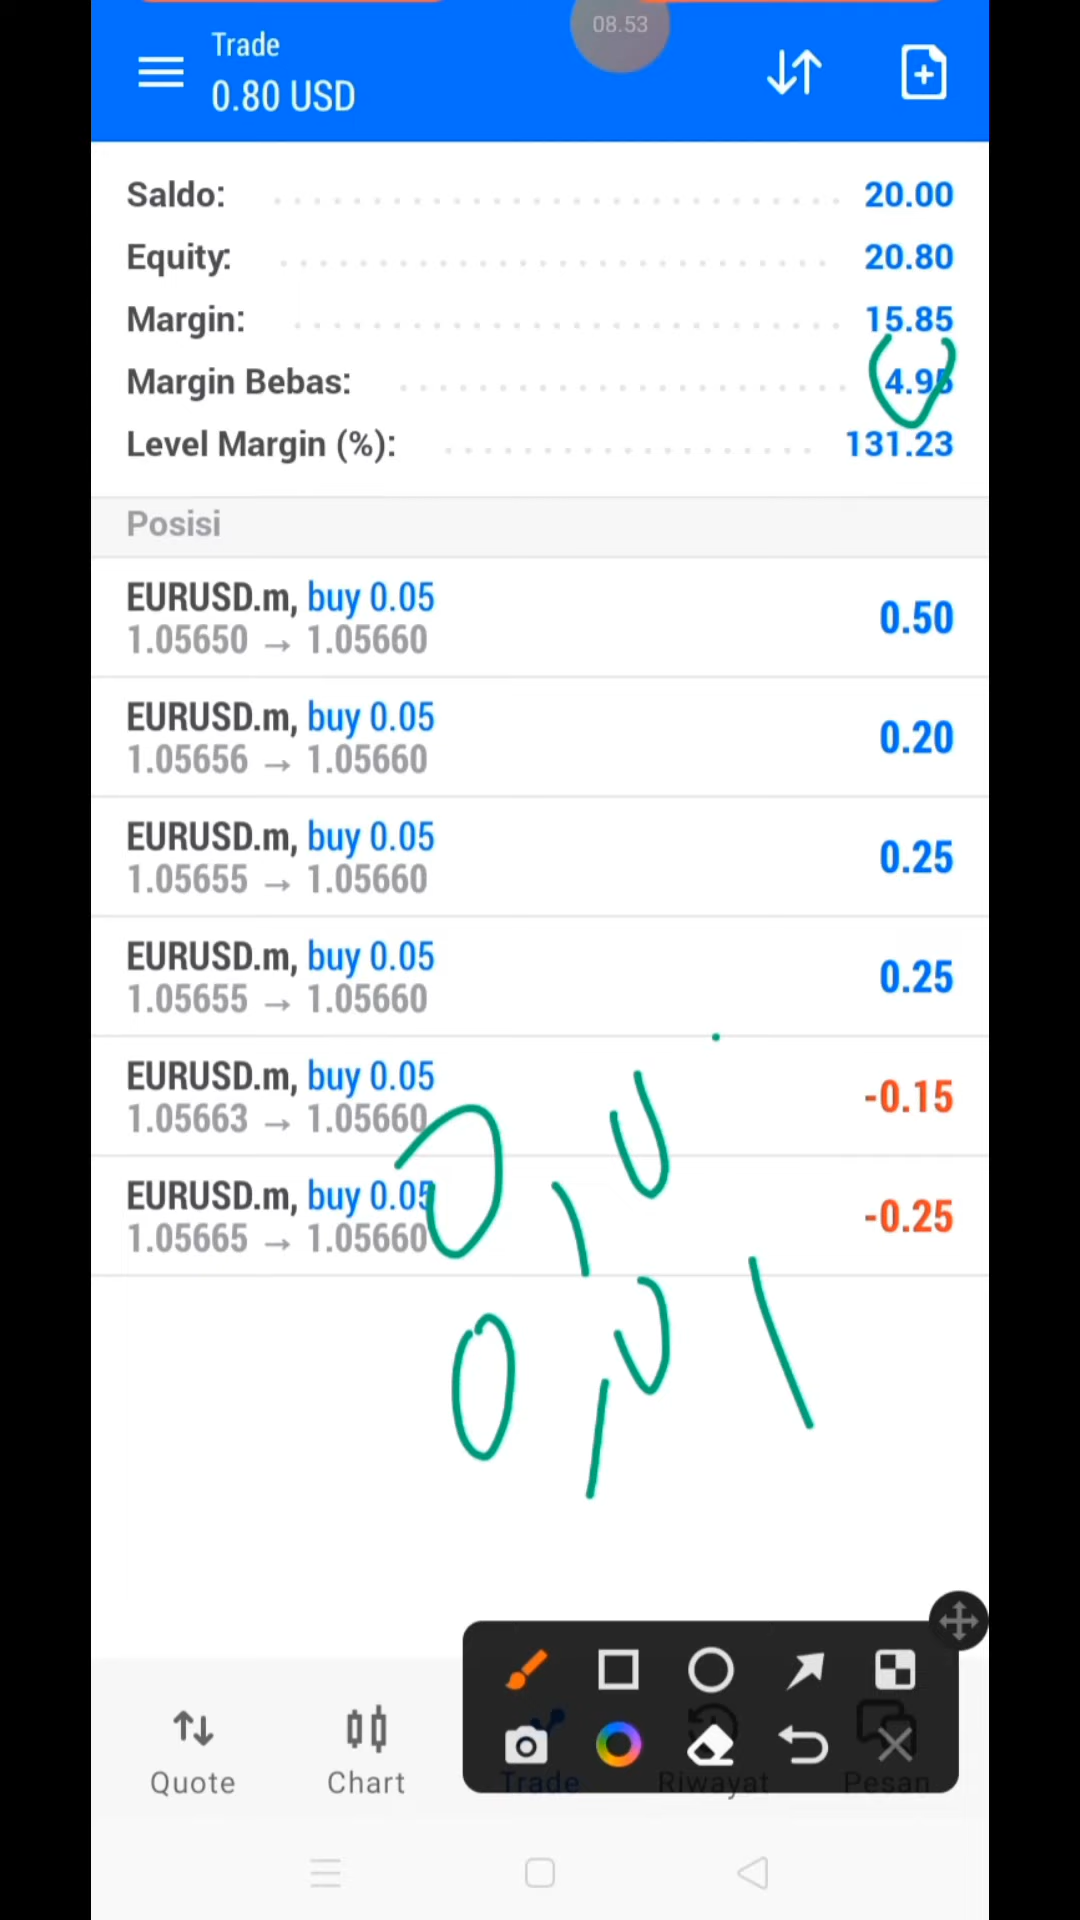 08.53
Trade
0.80 USD
Saldo: 20.00
Equity: 20.80
Margin: 15.85
Margin Bebas: 4.95
Level Margin (%): 131.23
Posisi
EURUSD.m, buy 0.05 0.50
1.05650 → 1.05660
EURUSD.m, buy 0.05 0.20
1.05656 → 1.05660
EURUSD.m, buy 0.05 0.25
1.05655 → 1.05660
EURUSD.m, buy 0.05 0.25
1.05655 → 1.05660
EURUSD.m, buy 0.05 -0.15
1.05663 → 1.05660
EURUSD.m, buy 0.05 -0.25
1.05665 → 1.05660
0,0
0,01
Quote Chart Trade Riwayat Pesan